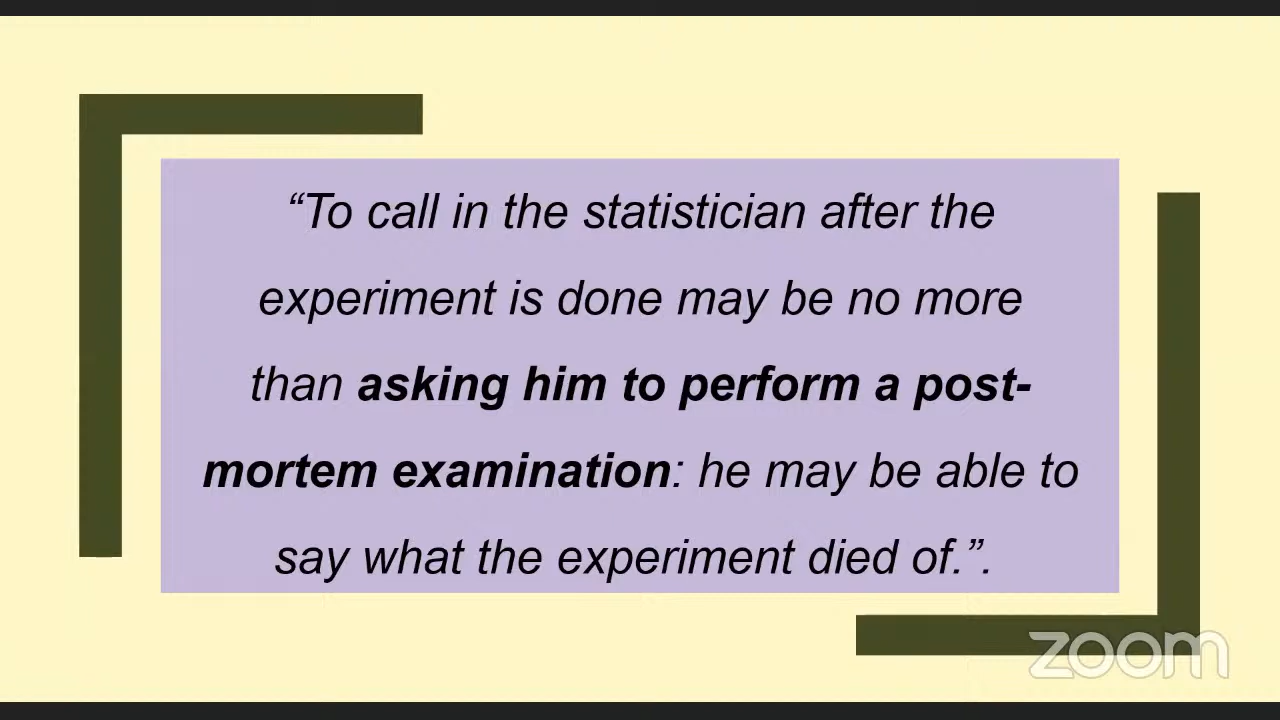 “To call in the statistician after the
experiment is done may be no more
than asking him to perform a post-
mortem examination: he may be able to
say what the experiment died of.”.
zoom